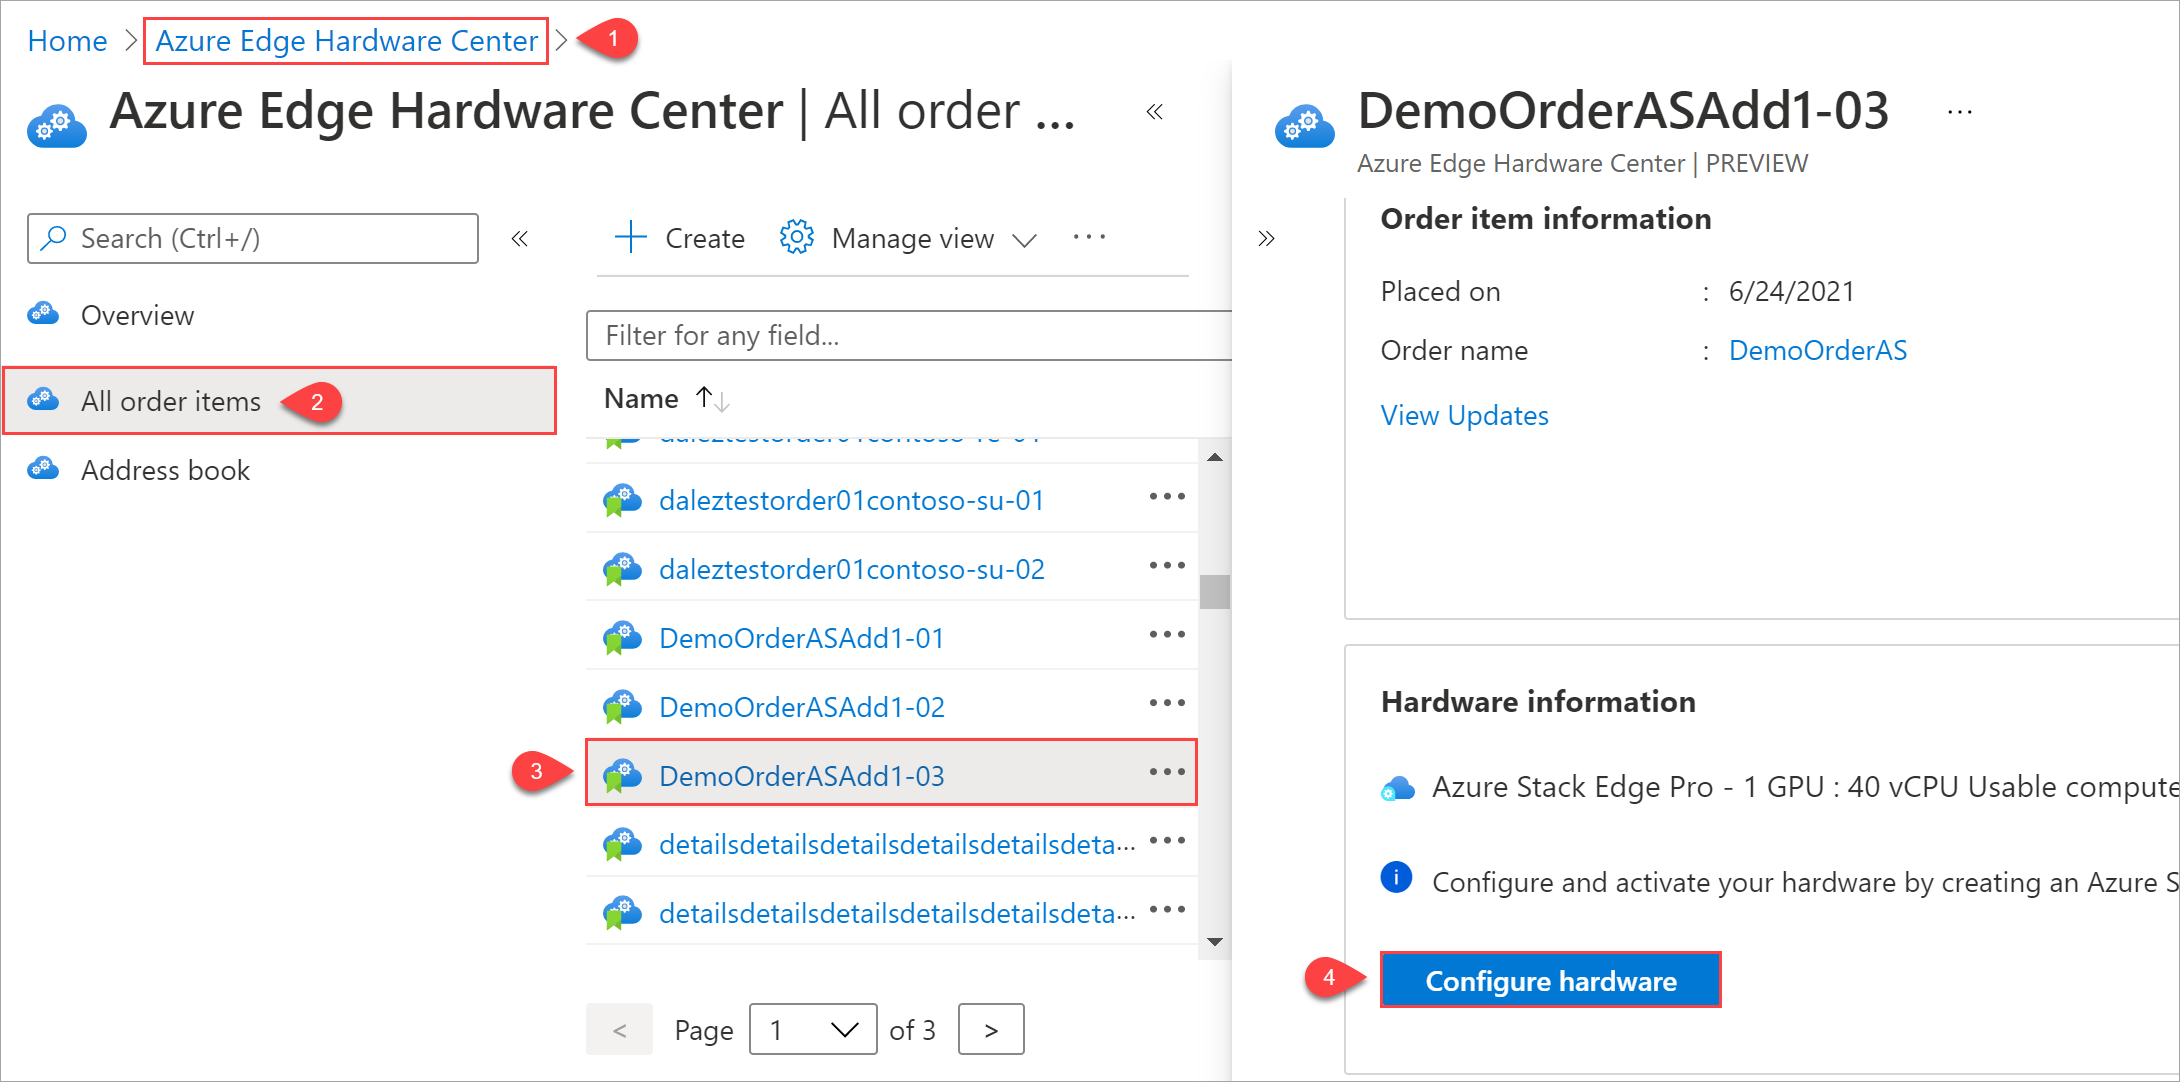 Home > Azure Edge Hardware Center > 1
Azure Edge Hardware Center | All order ... «
Search (Ctrl+/) «
Overview
All order items 2
Address book
+ Create Manage view ···
Filter for any field...
Name ↑↓
daleztestorder01contoso-su-01 ···
daleztestorder01contoso-su-02 ···
DemoOrderASAdd1-01 ···
DemoOrderASAdd1-02 ···
3 DemoOrderASAdd1-03 ···
detailsdetailsdetailsdetailsdetailsdeta... ···
detailsdetailsdetailsdetailsdetailsdeta... ···
< Page 1 of 3 >
DemoOrderASAdd1-03 ···
Azure Edge Hardware Center | PREVIEW
»
Order item information
Placed on : 6/24/2021
Order name : DemoOrderAS
View Updates
Hardware information
Azure Stack Edge Pro - 1 GPU : 40 vCPU Usable compute
Configure and activate your hardware by creating an Azure S
4 Configure hardware